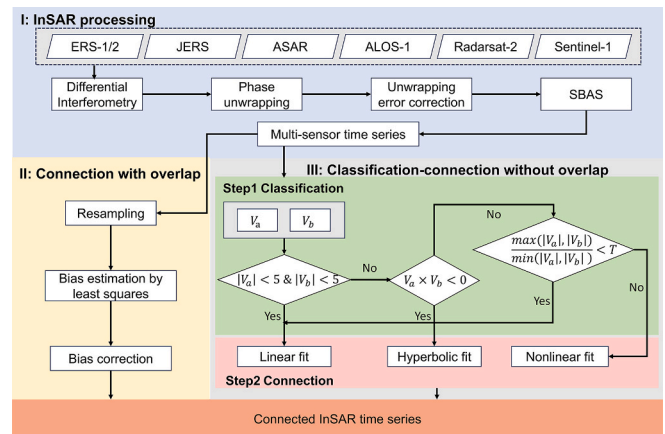 I: InSAR processing
ERS-1/2
JERS
ASAR
ALOS-1
Radarsat-2
Sentinel-1
Differential
Interferometry
Phase
unwrapping
Unwrapping
error correction
SBAS
Multi-sensor time series
II: Connection with overlap
Resampling
Bias estimation by
least squares
Bias correction
III: Classification-connection without overlap
Step1 Classification
V_a
V_b
|V_a| < 5 & |V_b| < 5
No
V_a × V_b < 0
No
max(|V_a|, |V_b|)
min(|V_a|, |V_b|)
< T
No
Yes
Yes
Yes
Linear fit
Hyperbolic fit
Nonlinear fit
Step2 Connection
Connected InSAR time series